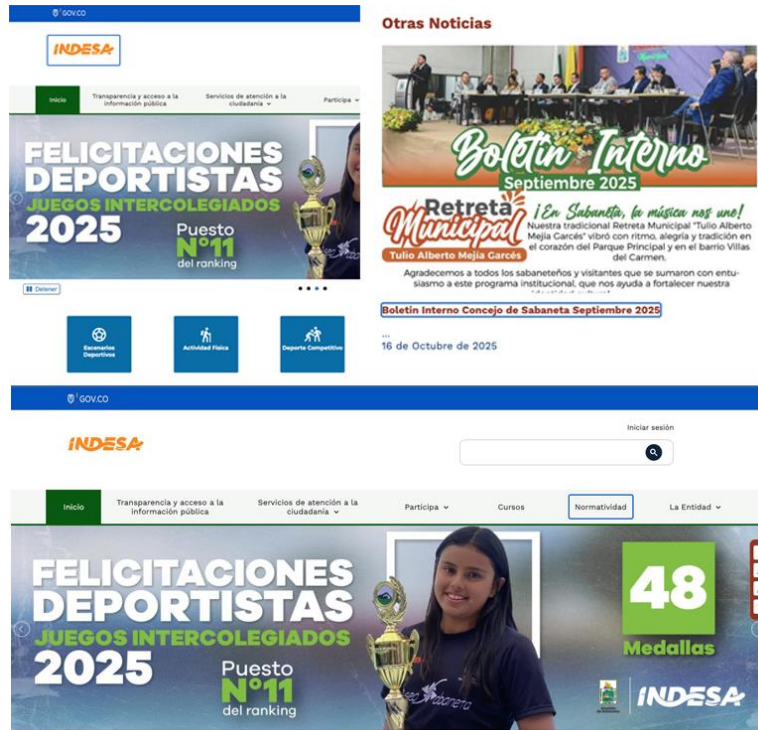 GOV.CO
INDESA
Inicio
Transparencia y acceso a la
información pública
Servicios de atención a la
ciudadanía
Participa
FELICITACIONES
DEPORTISTAS
JUEGOS INTERCOLEGIADOS
2025
Puesto
N°11
del ranking
Detener
Escenarios
Deportivos
Actividad Física
Deporte Competitivo
Otras Noticias
Boletín Interno
Septiembre 2025
Retreta
Municipal
Tulio Alberto Mejía Garcés
¡En Sabaneta, la música nos une!
Nuestra tradicional Retreta Municipal "Tulio Alberto
Mejía Garcés" vibró con ritmo, alegría y tradición en
el corazón del Parque Principal y en el barrio Villas
del Carmen.
Agradecemos a todos los sabaneteños y visitantes que se sumaron con entu-
siasmo a este programa institucional, que nos ayuda a fortalecer nuestra
Boletin Interno Concejo de Sabaneta Septiembre 2025
...
16 de Octubre de 2025
GOV.CO
Iniciar sesión
INDESA
Inicio
Transparencia y acceso a la
información pública
Servicios de atención a la
ciudadanía
Participa
Cursos
Normatividad
La Entidad
FELICITACIONES
DEPORTISTAS
JUEGOS INTERCOLEGIADOS
2025
Puesto
N°11
del ranking
48
Medallas
INDESA